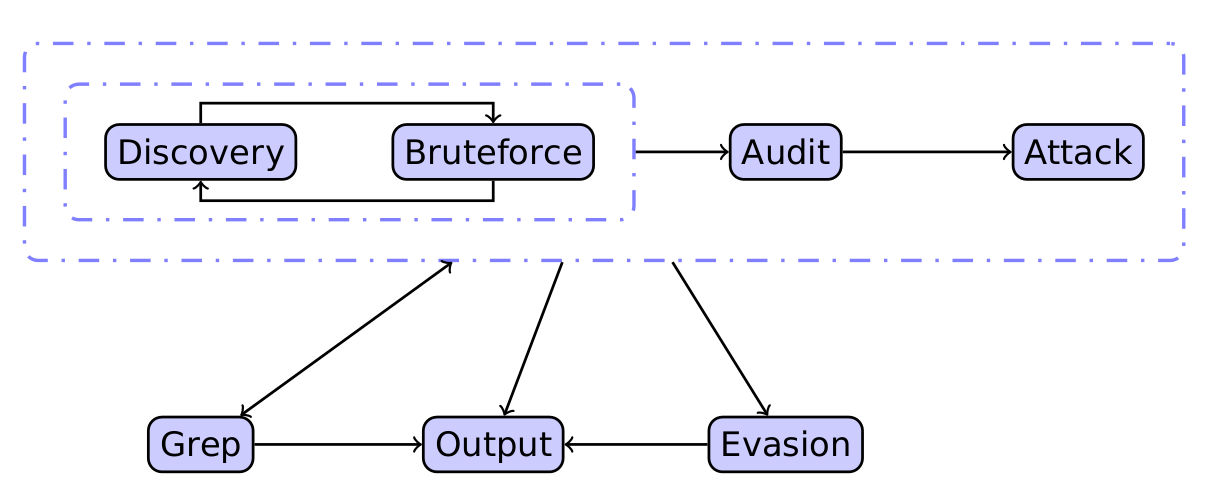 Discovery
Bruteforce
Audit
Attack
Grep
Output
Evasion